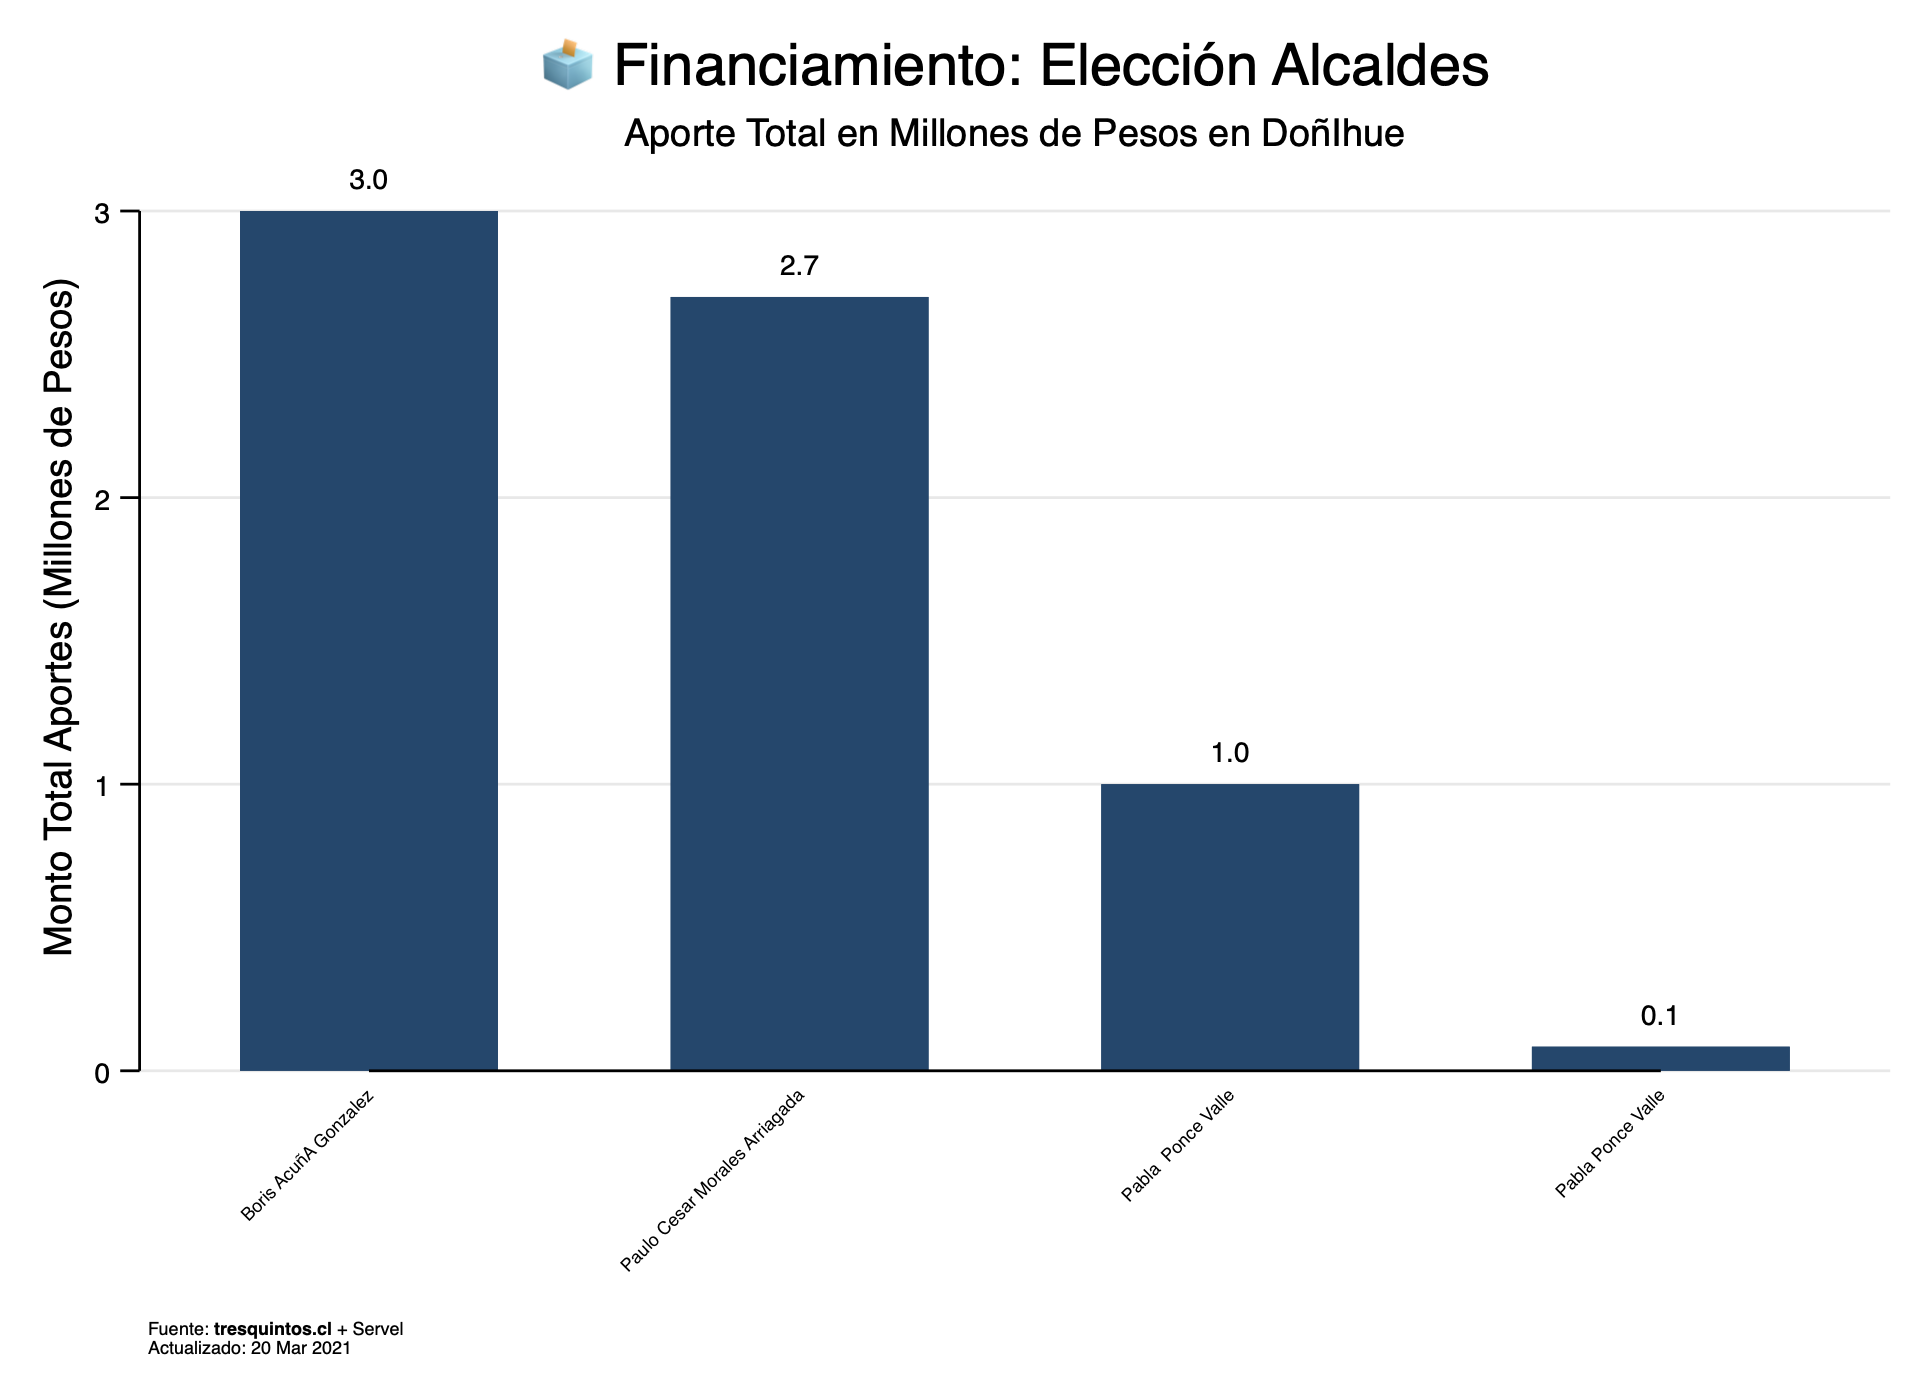 Financiamiento: Elección Alcaldes
Aporte Total en Millones de Pesos en DoñIhue
Monto Total Aportes (Millones de Pesos)
3
2
1
0
3.0
2.7
1.0
0.1
Boris AcuñA Gonzalez
Paulo Cesar Morales Arriagada
Pabla  Ponce Valle
Pabla Ponce Valle
Fuente: tresquintos.cl + Servel
Actualizado: 20 Mar 2021